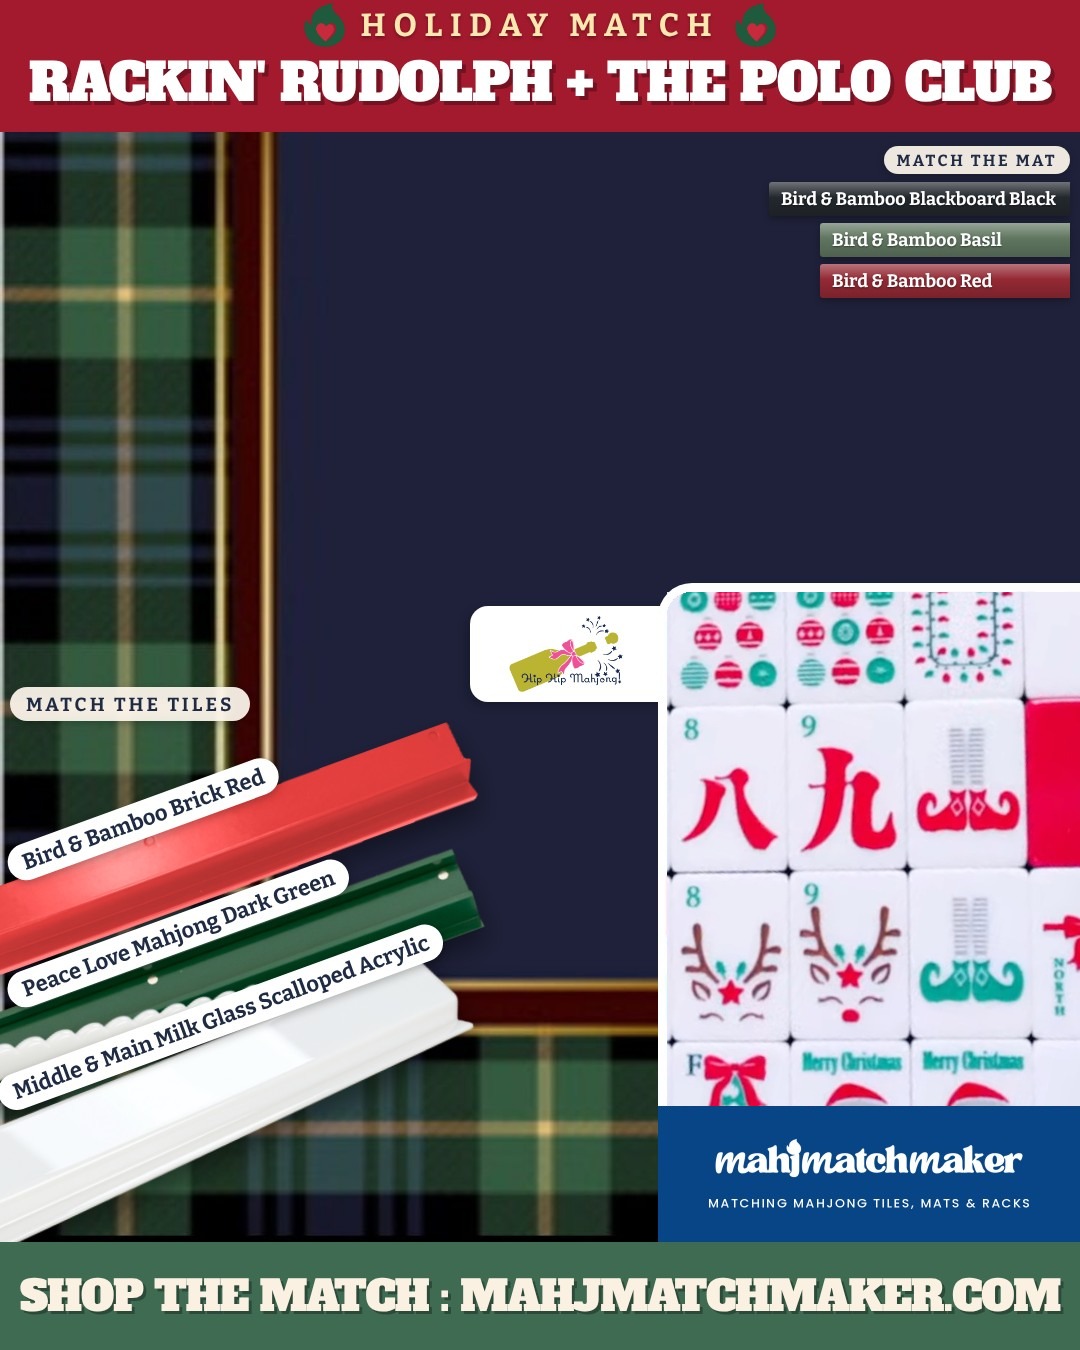 HOLIDAY MATCH
RACKIN' RUDOLPH + THE POLO CLUB
MATCH THE MAT
Bird & Bamboo Blackboard Black
Bird & Bamboo Basil
Bird & Bamboo Red
Hip Hip Mahjong!
MATCH THE TILES
Bird & Bamboo Brick Red
Peace Love Mahjong Dark Green
Middle & Main Milk Glass Scalloped Acrylic
8 9
八 九
8 9
NORTH
F Merry Christmas Merry Christmas
mahjmatchmaker
MATCHING MAHJONG TILES, MATS & RACKS
SHOP THE MATCH : MAHJMATCHMAKER.COM